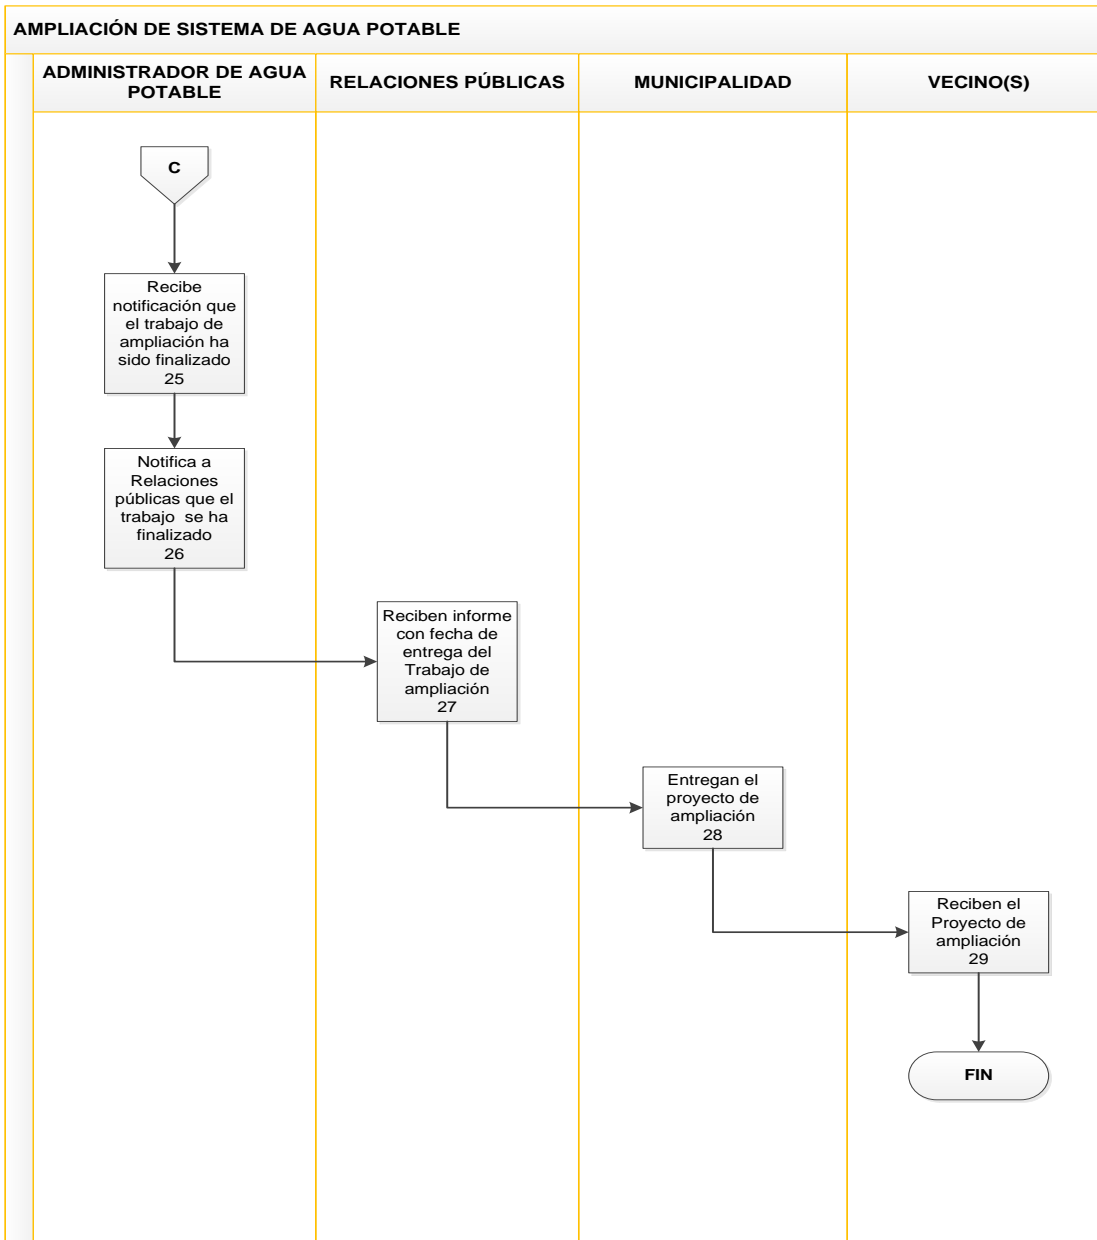 AMPLIACIÓN DE SISTEMA DE AGUA POTABLE
ADMINISTRADOR DE AGUA
POTABLE
RELACIONES PÚBLICAS
MUNICIPALIDAD
VECINO(S)
C
Recibe
notificación que
el trabajo de
ampliación ha
sido finalizado
25
Notifica a
Relaciones
públicas que el
trabajo se ha
finalizado
26
Reciben informe
con fecha de
entrega del
Trabajo de
ampliación
27
Entregan el
proyecto de
ampliación
28
Reciben el
Proyecto de
ampliación
29
FIN